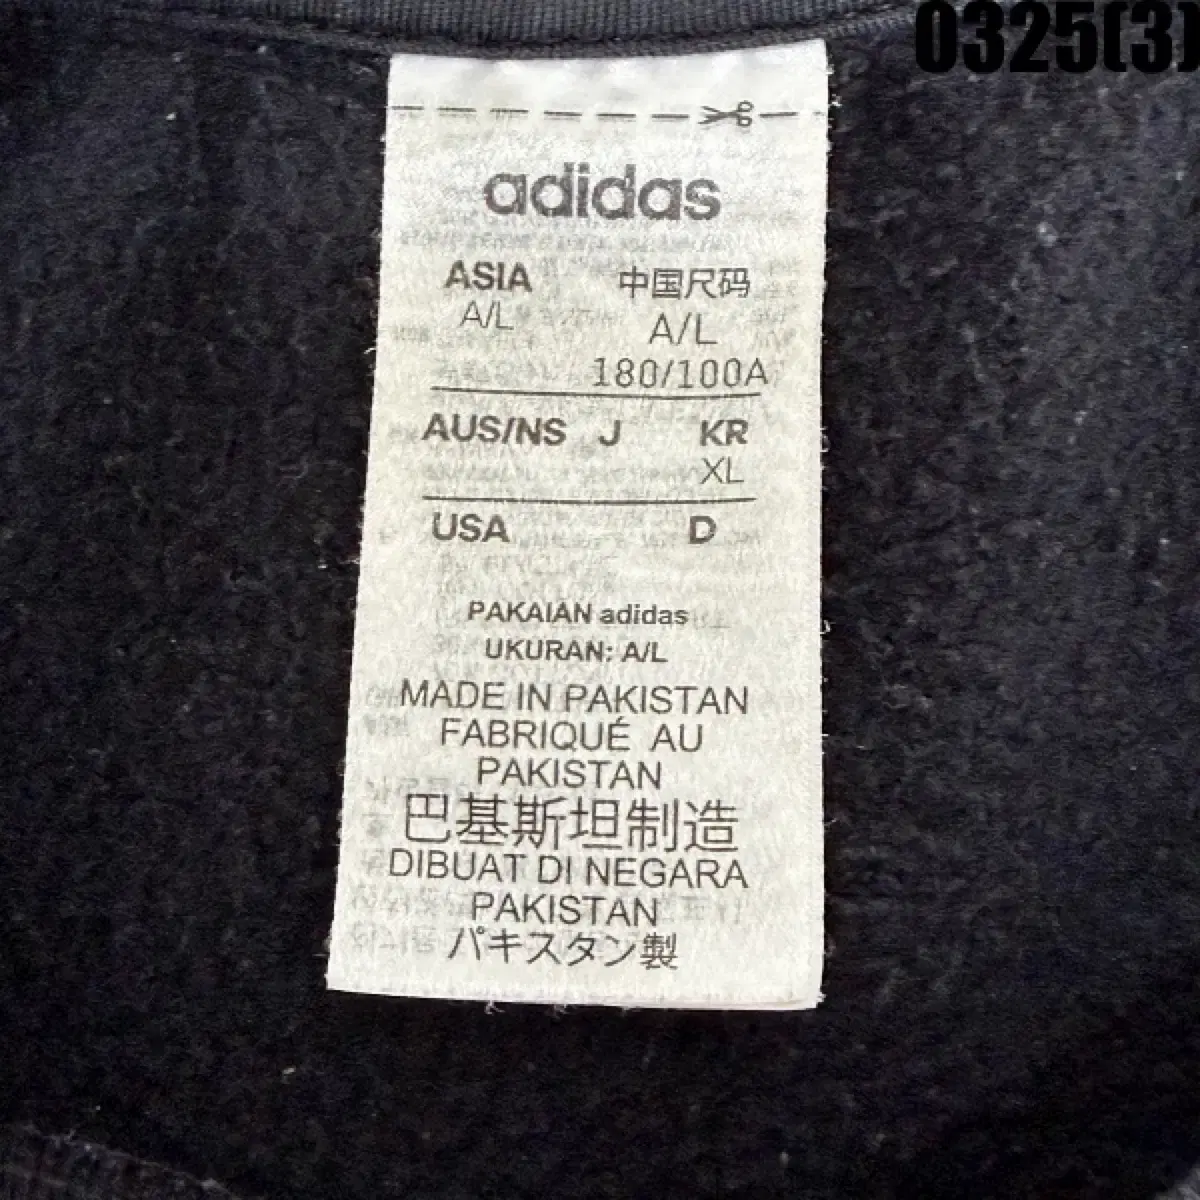 0325(3)
adidas
ASIA 中国尺码
A/L A/L
180/100A
AUS/NS J KR
XL
USA D
PAKAIAN adidas
UKURAN: A/L
MADE IN PAKISTAN
FABRIQUÉ AU
PAKISTAN
巴基斯坦制造
DIBUAT DI NEGARA
PAKISTAN
パキスタン製